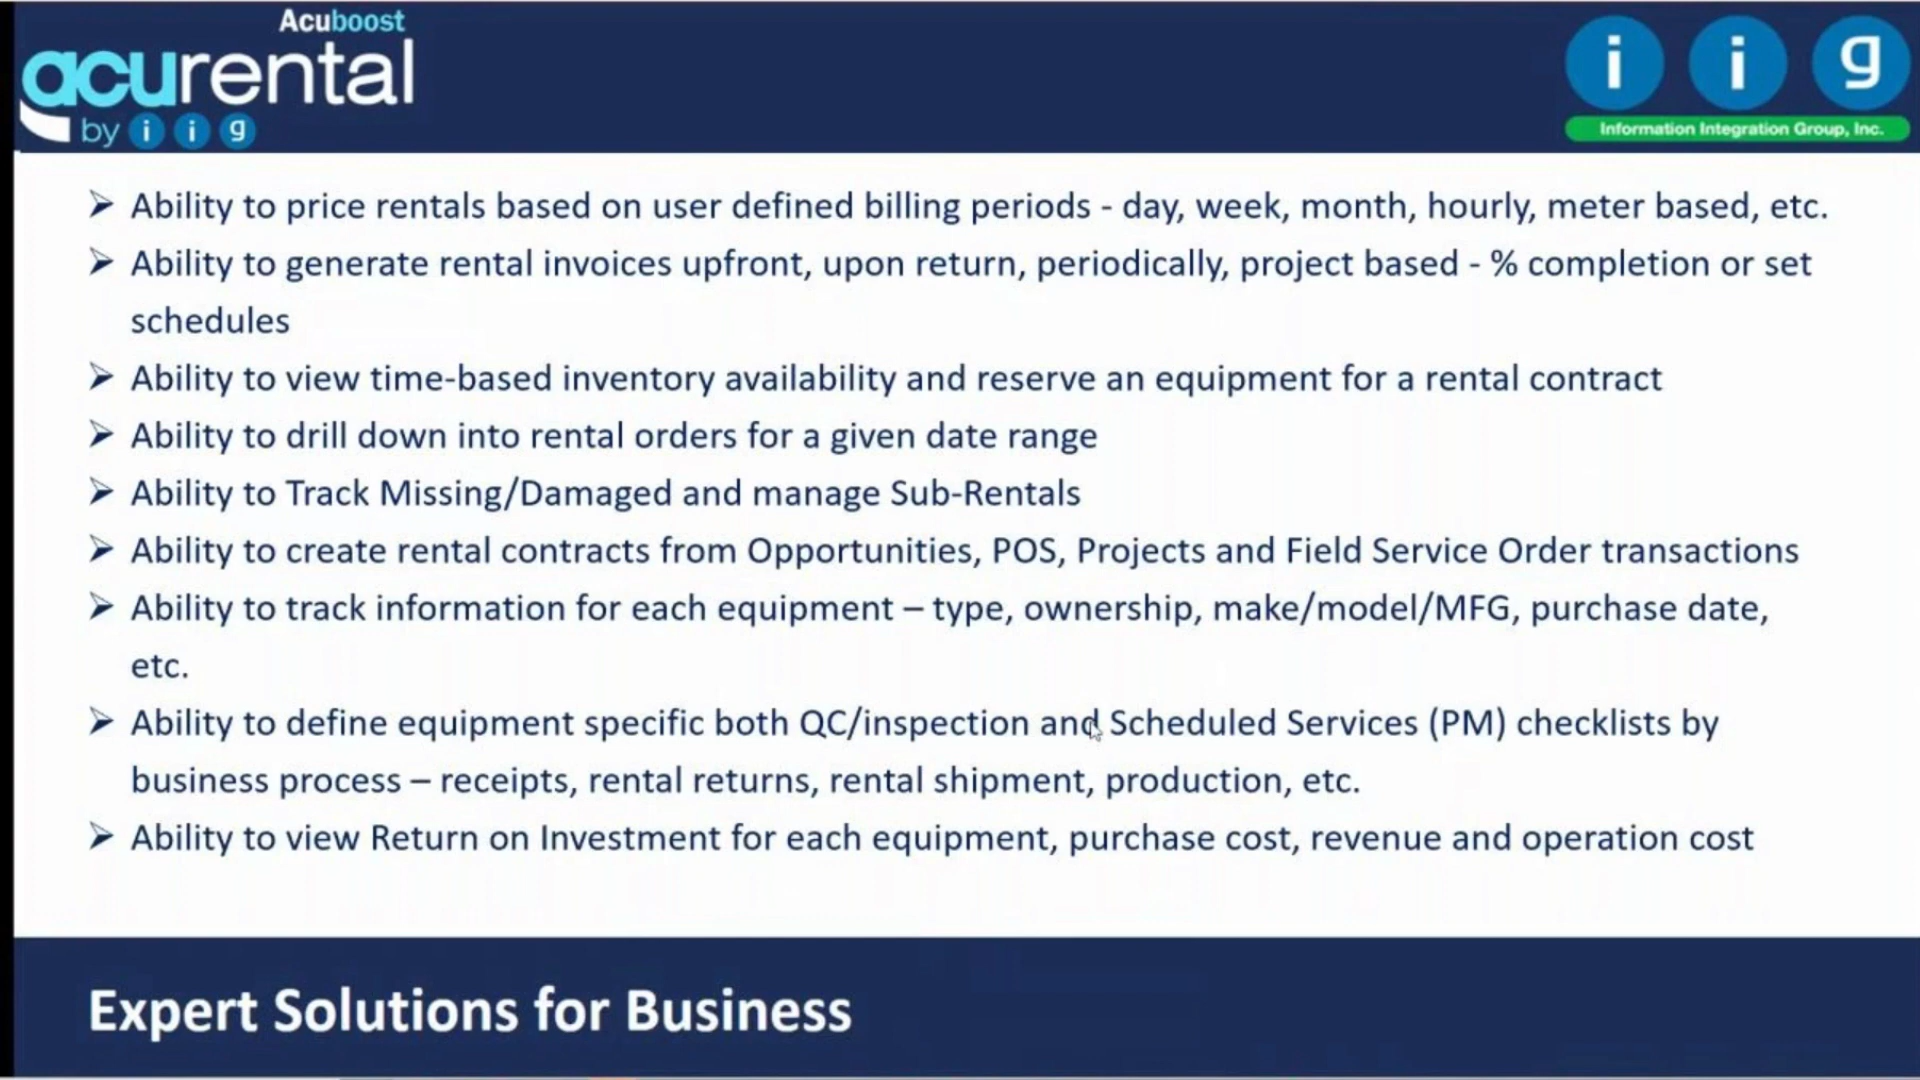 Acuboost
acurental
by i i g
i i g
Information Integration Group, Inc.
➢ Ability to price rentals based on user defined billing periods - day, week, month, hourly, meter based, etc.
➢ Ability to generate rental invoices upfront, upon return, periodically, project based - % completion or set
schedules
➢ Ability to view time-based inventory availability and reserve an equipment for a rental contract
➢ Ability to drill down into rental orders for a given date range
➢ Ability to Track Missing/Damaged and manage Sub-Rentals
➢ Ability to create rental contracts from Opportunities, POS, Projects and Field Service Order transactions
➢ Ability to track information for each equipment – type, ownership, make/model/MFG, purchase date,
etc.
➢ Ability to define equipment specific both QC/inspection and Scheduled Services (PM) checklists by
business process – receipts, rental returns, rental shipment, production, etc.
➢ Ability to view Return on Investment for each equipment, purchase cost, revenue and operation cost
Expert Solutions for Business